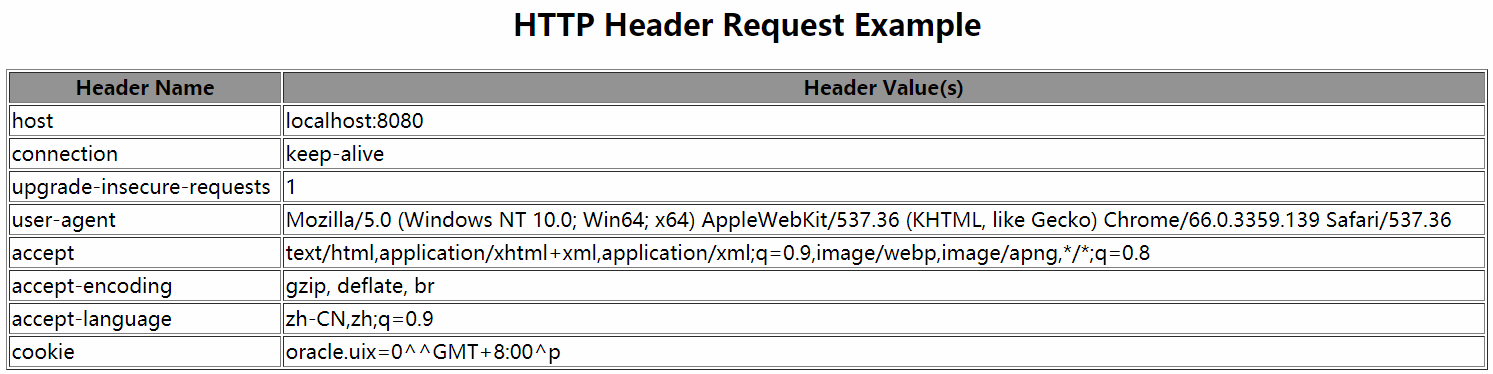 HTTP Header Request Example
Header Name Header Value(s)
host localhost:8080
connection keep-alive
upgrade-insecure-requests 1
user-agent Mozilla/5.0 (Windows NT 10.0; Win64; x64) AppleWebKit/537.36 (KHTML, like Gecko) Chrome/66.0.3359.139 Safari/537.36
accept text/html,application/xhtml+xml,application/xml;q=0.9,image/webp,image/apng,*/*;q=0.8
accept-encoding gzip, deflate, br
accept-language zh-CN,zh;q=0.9
cookie oracle.uix=0^^GMT+8:00^p